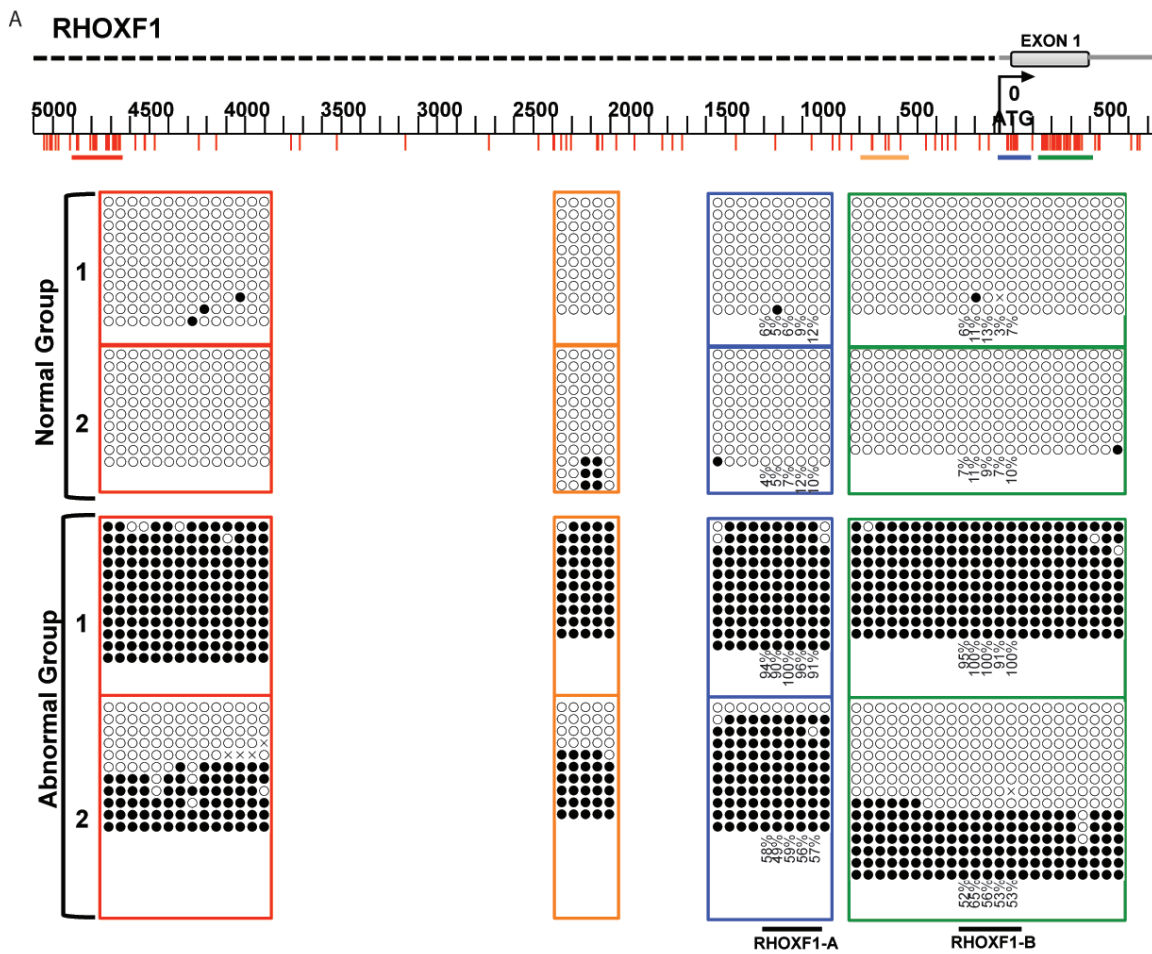 A
RHOXF1
EXON 1
0
5000 4500 4000 3500 3000 2500 2000 1500 1000 500 ATG 500
Normal Group
1
6% 5% 5% 6% 9% 12%
6% 11% 13% 3% 7%
2
4% 5% 7% 12% 10%
7% 11% 9% 7% 10%
Abnormal Group
1
94% 90% 100% 96% 91%
95% 100% 100% 91% 100%
2
58% 49% 59% 56% 57%
52% 65% 56% 53% 53%
RHOXF1-A
RHOXF1-B